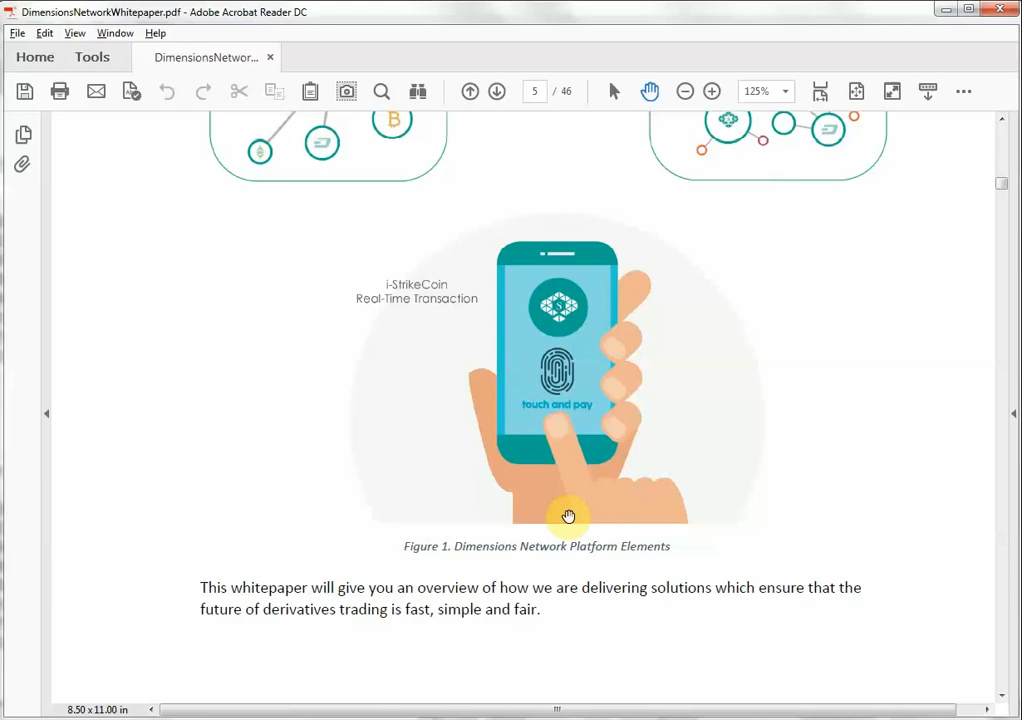 DimensionsNetworkWhitepaper.pdf - Adobe Acrobat Reader DC
File Edit View Window Help
Home Tools DimensionsNetwor... ×
5 / 46 125%
i-StrikeCoin
Real-Time Transaction
touch and pay
Figure 1. Dimensions Network Platform Elements
This whitepaper will give you an overview of how we are delivering solutions which ensure that the
future of derivatives trading is fast, simple and fair.
8.50 x 11.00 in